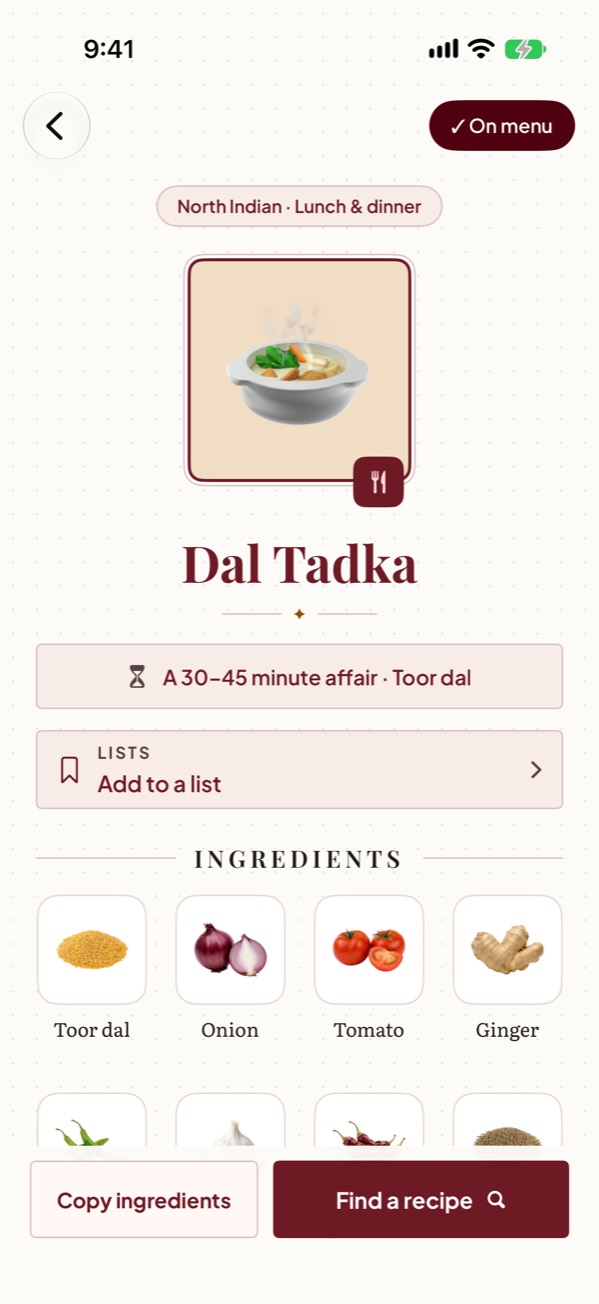 9:41
✓ On menu
North Indian · Lunch & dinner
Dal Tadka
A 30–45 minute affair · Toor dal
LISTS
Add to a list
INGREDIENTS
Toor dal
Onion
Tomato
Ginger
Copy ingredients
Find a recipe